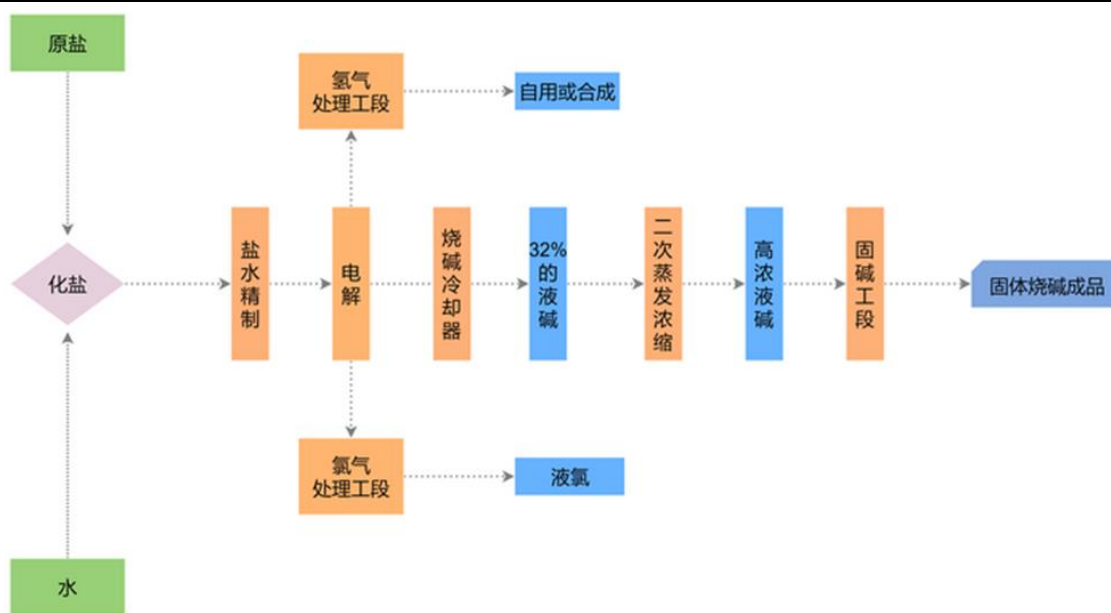 原盐
氢气
处理工段
自用或合成
化盐
盐水精制
电解
烧碱冷却器
32%
的液碱
二次蒸发浓缩
高浓液碱
固碱工段
固体烧碱成品
氯气
处理工段
液氯
水